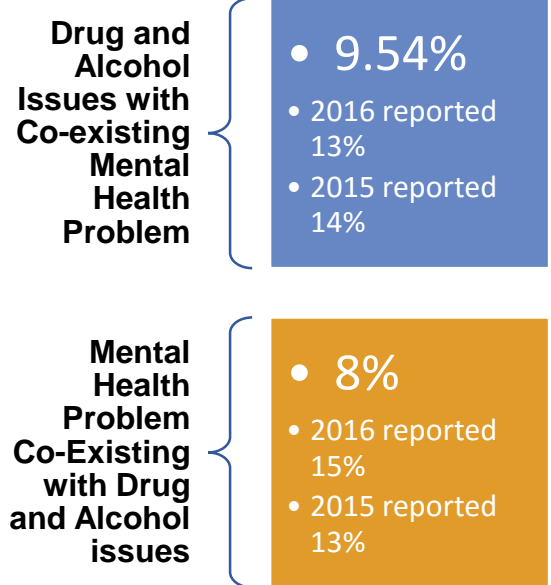 Drug and
Alcohol
Issues with
Co-existing
Mental
Health
Problem
• 9.54%
• 2016 reported
13%
• 2015 reported
14%
Mental
Health
Problem
Co-Existing
with Drug
and Alcohol
issues
• 8%
• 2016 reported
15%
• 2015 reported
13%